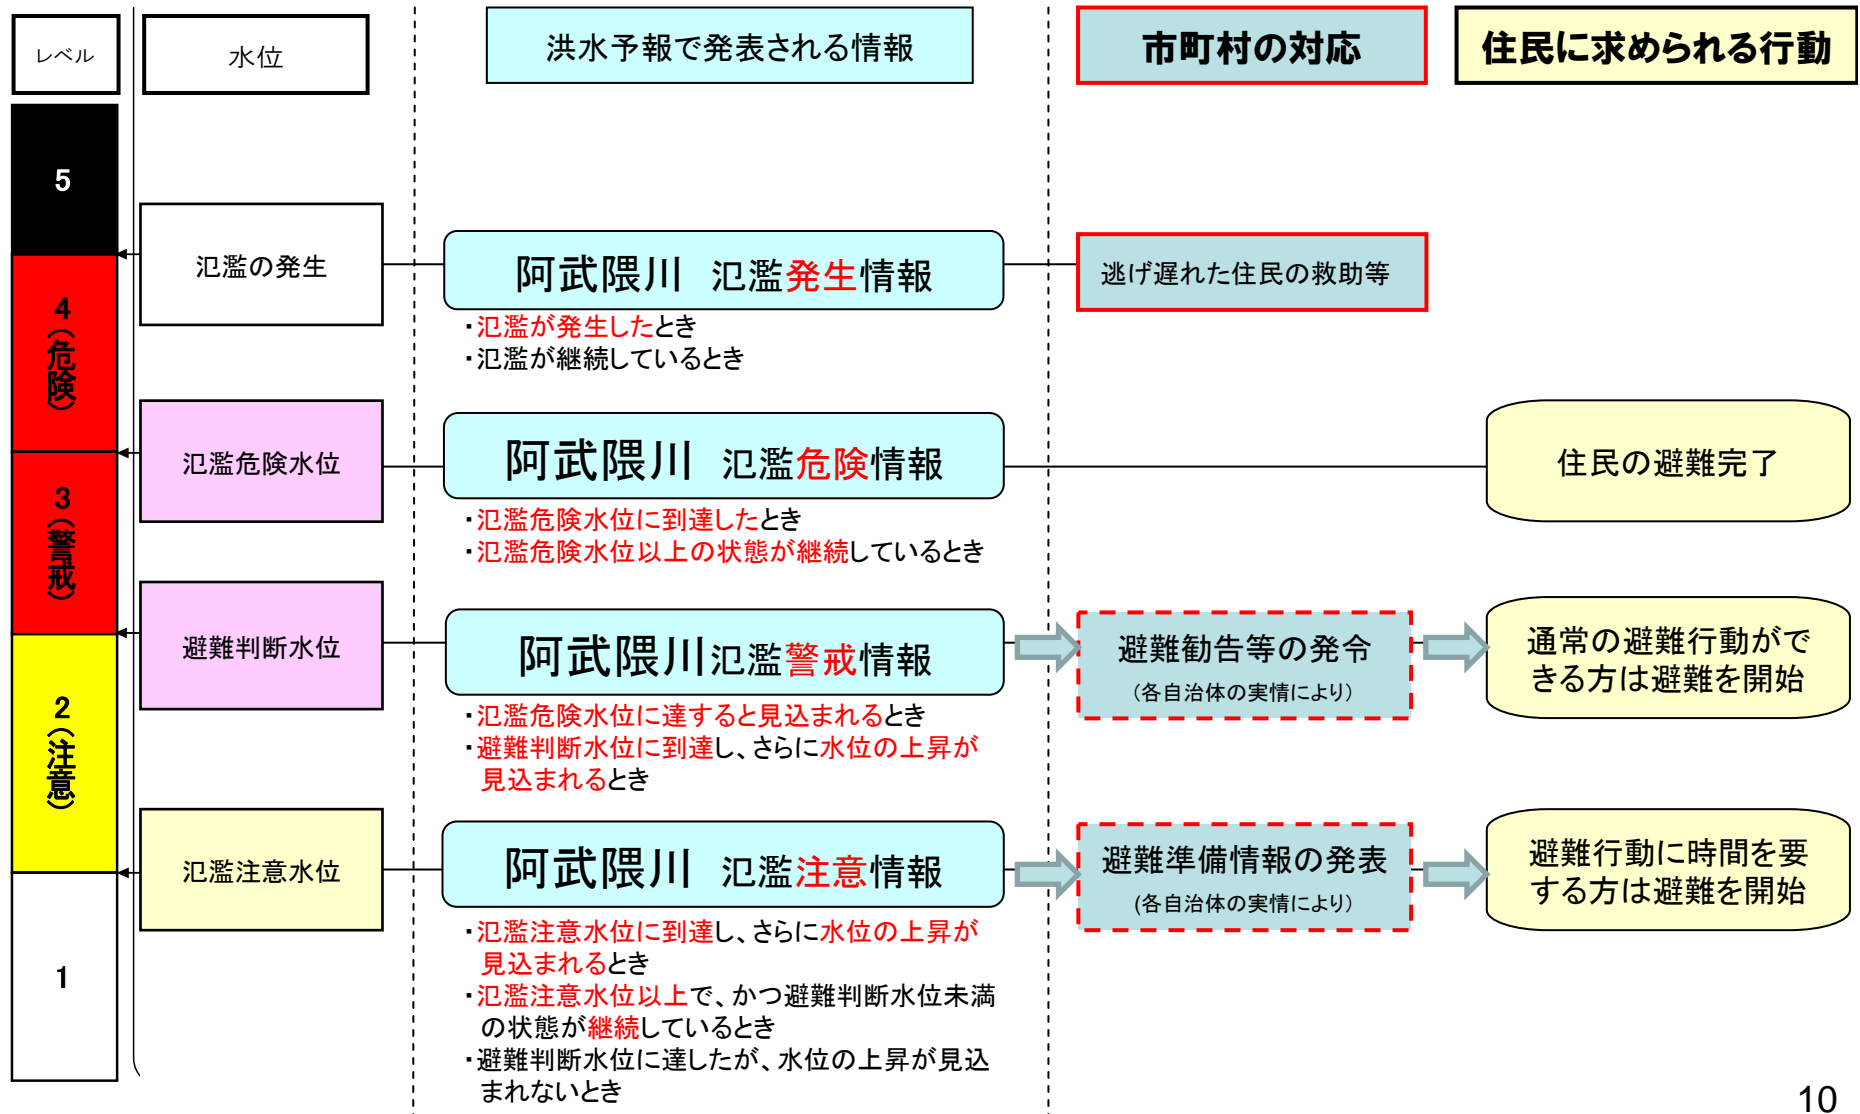 レベル
水位
洪水予報で発表される情報
市町村の対応
住民に求められる行動
5
4(危険)
3(警戒)
2(注意)
1
氾濫の発生
阿武隈川 氾濫発生情報
・氾濫が発生したとき
・氾濫が継続しているとき
逃げ遅れた住民の救助等
氾濫危険水位
阿武隈川 氾濫危険情報
・氾濫危険水位に到達したとき
・氾濫危険水位以上の状態が継続しているとき
住民の避難完了
避難判断水位
阿武隈川氾濫警戒情報
・氾濫危険水位に達すると見込まれるとき
・避難判断水位に到達し、さらに水位の上昇が
見込まれるとき
避難勧告等の発令
(各自治体の実情により)
通常の避難行動がで
きる方は避難を開始
氾濫注意水位
阿武隈川 氾濫注意情報
・氾濫注意水位に到達し、さらに水位の上昇が
見込まれるとき
・氾濫注意水位以上で、かつ避難判断水位未満
の状態が継続しているとき
・避難判断水位に達したが、水位の上昇が見込
まれないとき
避難準備情報の発表
(各自治体の実情により)
避難行動に時間を要
する方は避難を開始
10